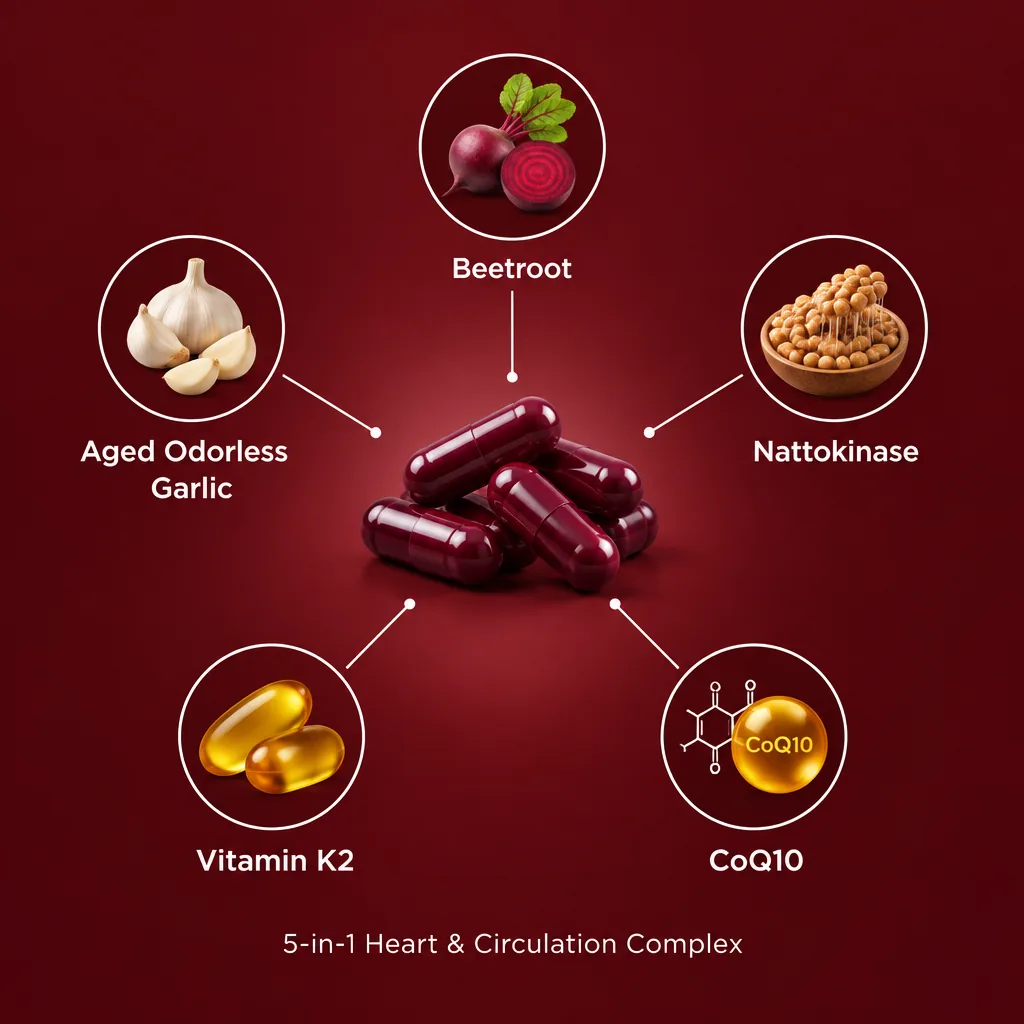 Beetroot
Aged Odorless
Garlic
Nattokinase
CoQ10
Vitamin K2
CoQ10
5-in-1 Heart & Circulation Complex